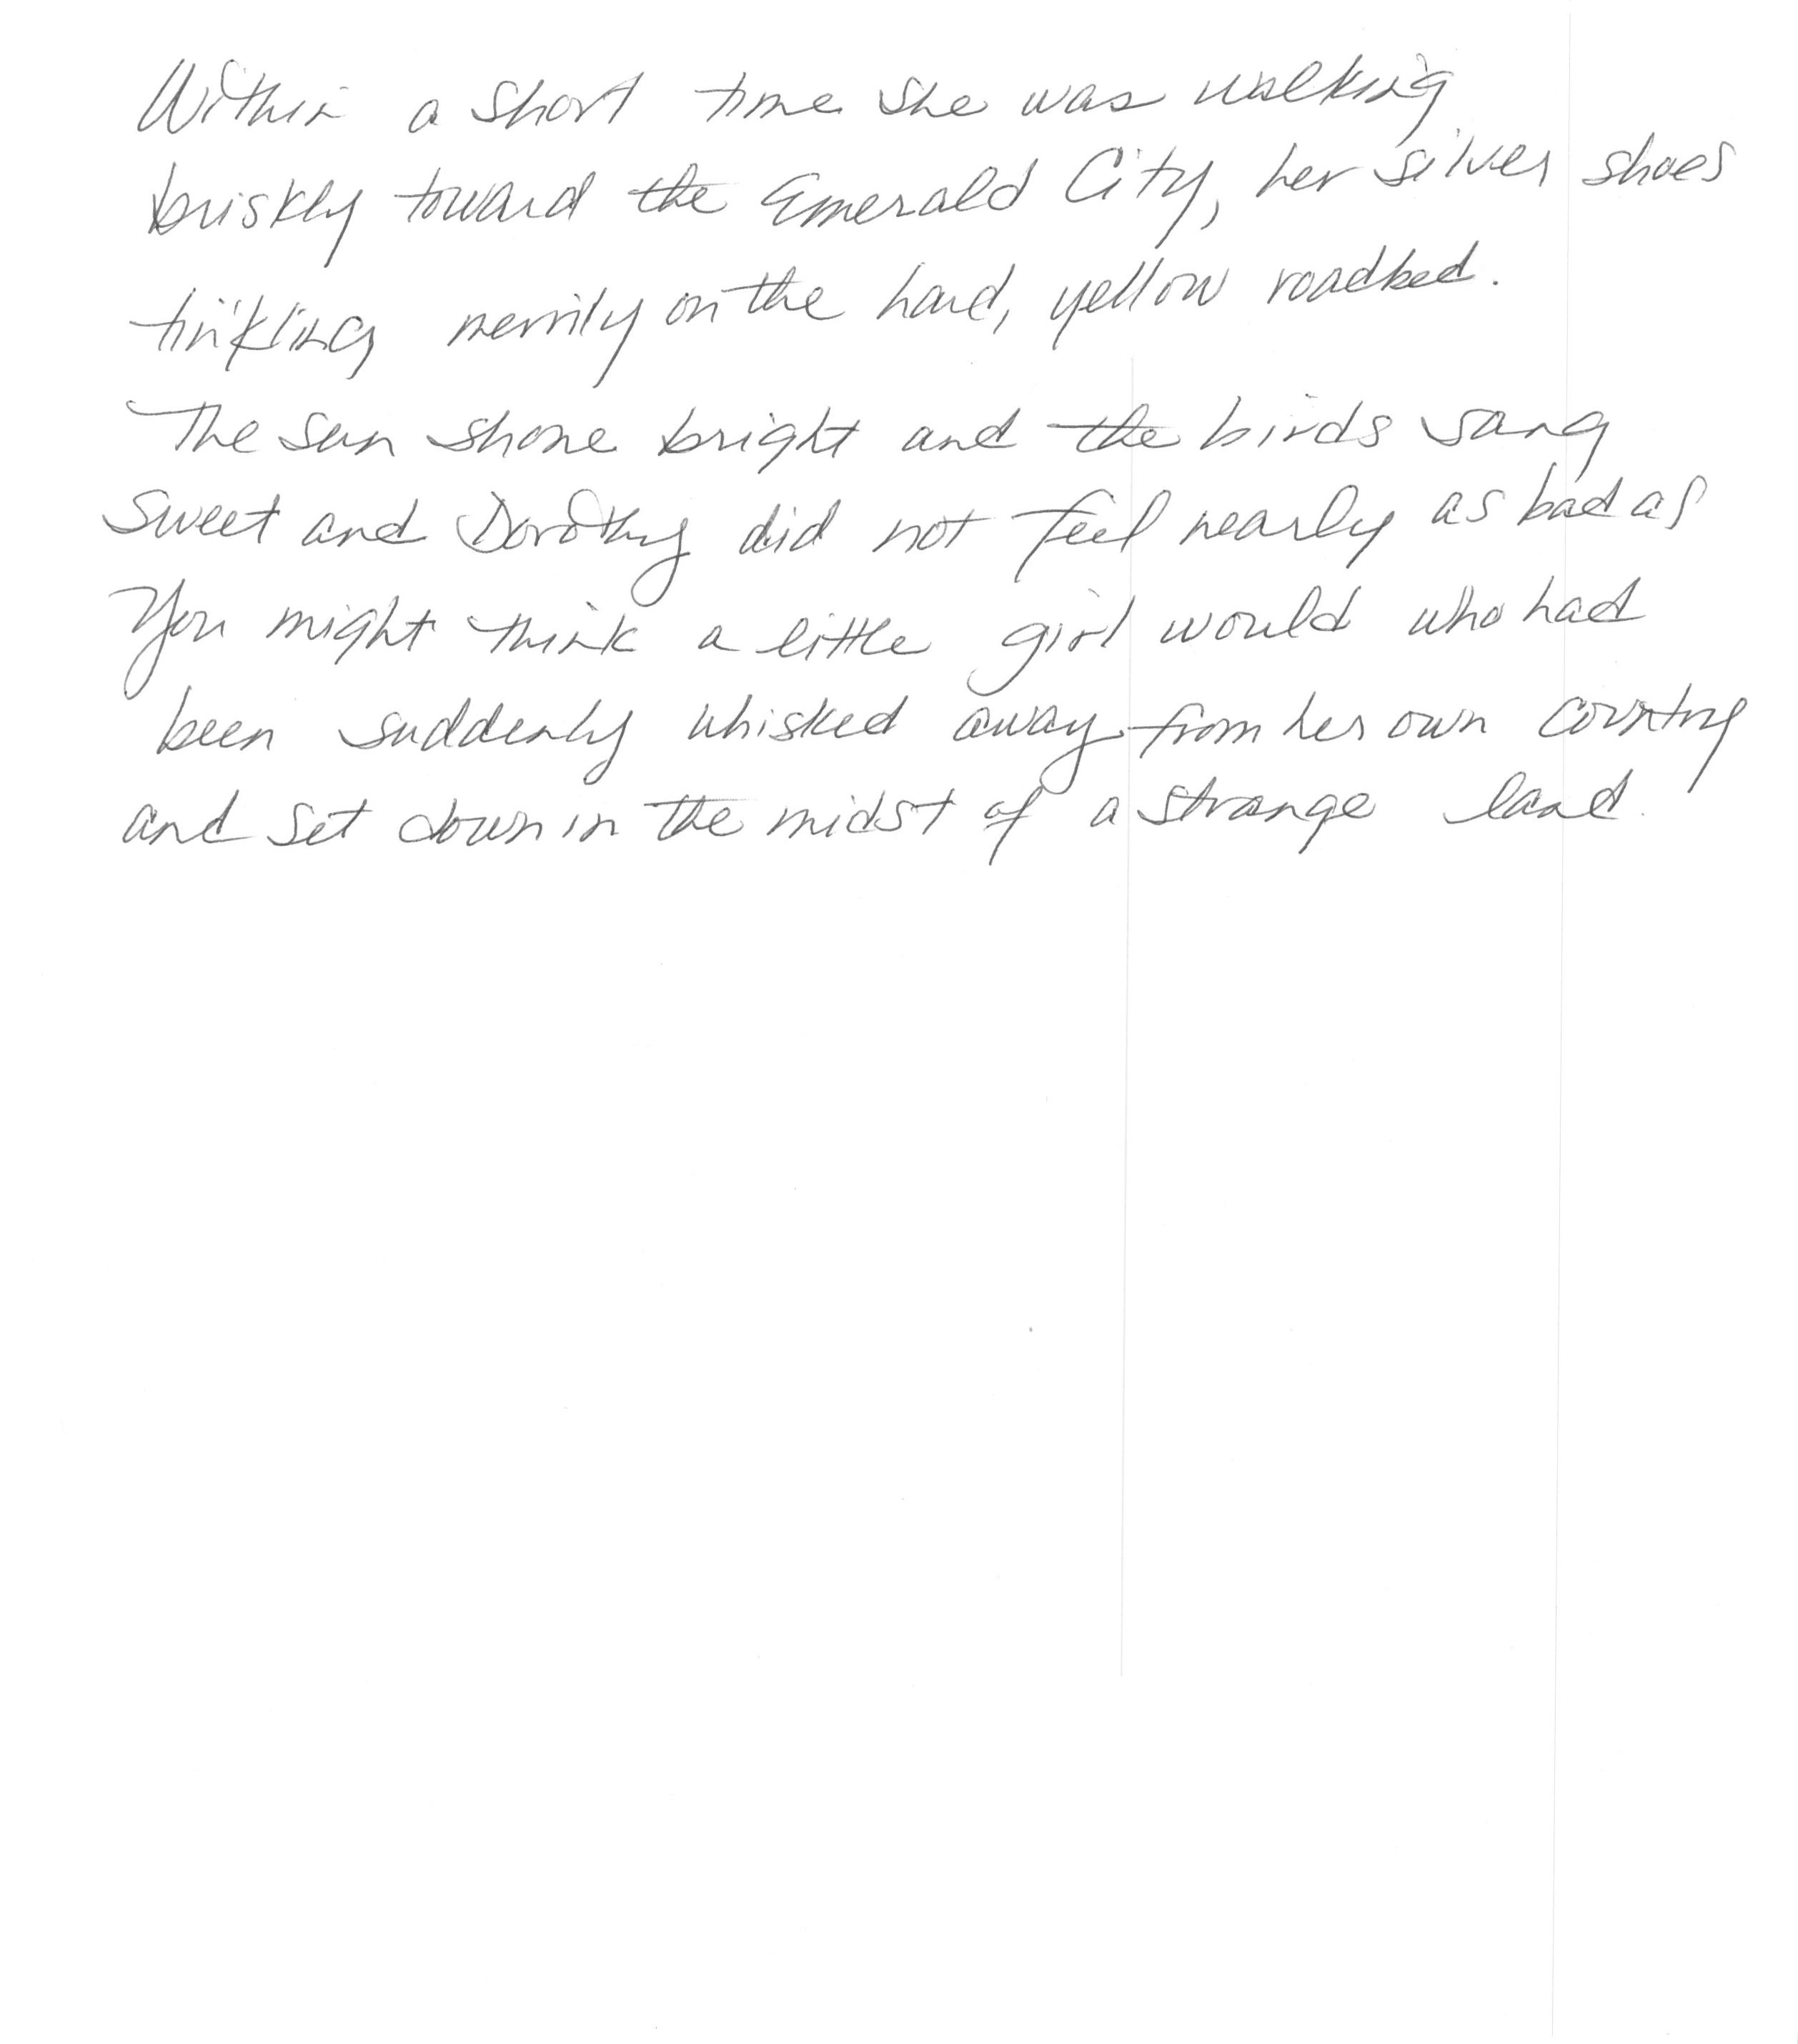 Within a short time she was walking
briskly toward the Emerald City, her silver shoes
tinkling merrily on the hard, yellow roadbed.
The sun shone bright and the birds sang
sweet and Dorothy did not feel nearly as bad as
you might think a little girl would who had
been suddenly whisked away from her own country
and set down in the midst of a strange land.